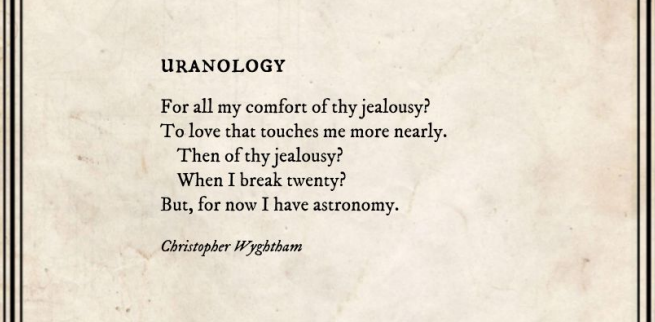 URANOLOGY
For all my comfort of thy jealousy?
To love that touches me more nearly.
Then of thy jealousy?
When I break twenty?
But, for now I have astronomy.
Christopher Wyghtham